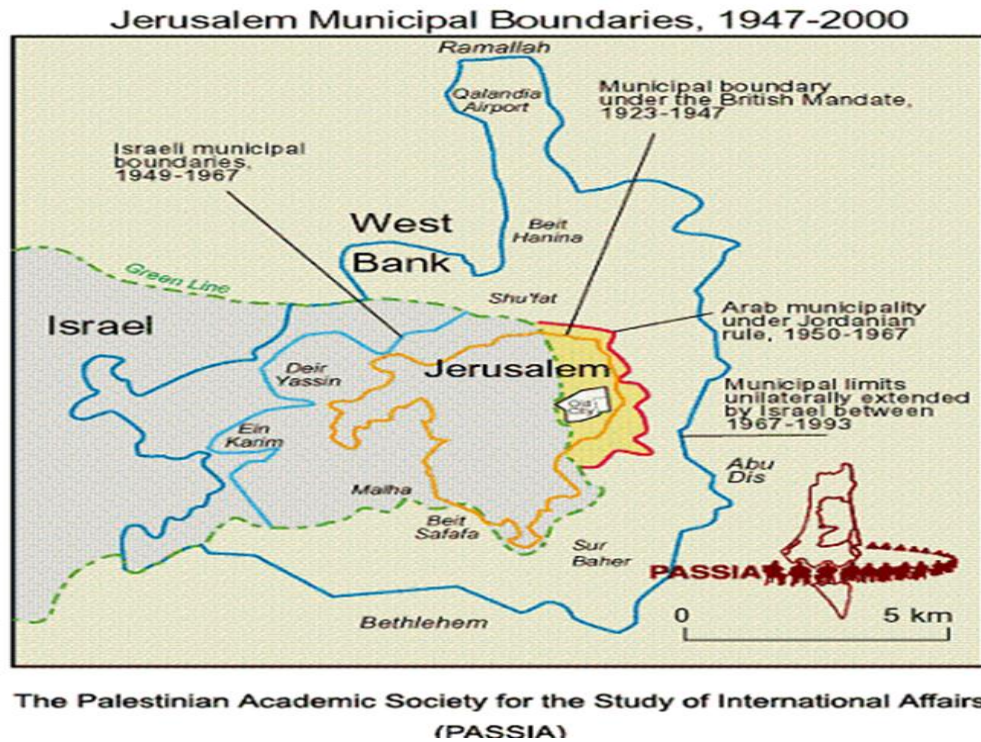 Jerusalem Municipal Boundaries, 1947-2000
Ramallah
Qalandia
Airport
Municipal boundary
under the British Mandate,
1923-1947
Israeli municipal
boundaries,
1949-1967
West
Bank
Beit
Hanina
Green Line
Shu'fat
Israel
Arab municipality
under Jordanian
rule, 1950-1967
Jerusalem
Deir
Yassin
Old
City
Municipal limits
unilaterally extended
by Israel between
1967-1993
Ein
Karim
Abu
Dis
Malha
Beit
Safafa
Sur
Baher
PASSIA
Bethlehem
0 5 km
The Palestinian Academic Society for the Study of International Affairs
(PASSIA)